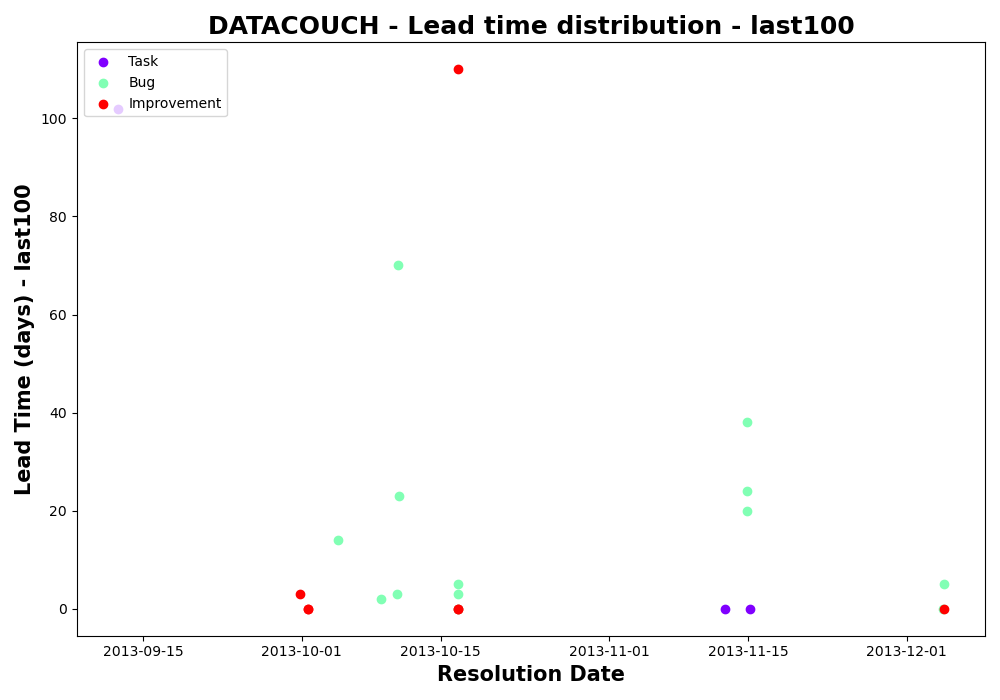 DATACOUCH - Lead time distribution - last100
Task
Bug
Improvement
Lead Time (days) - last100
100
80
60
40
20
0
2013-09-15
2013-10-01
2013-10-15
2013-11-01
2013-11-15
2013-12-01
Resolution Date